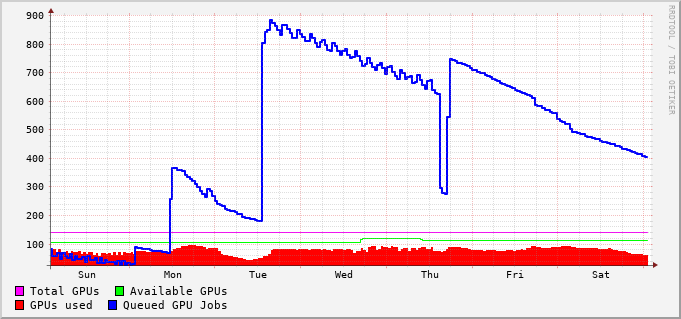 900
800
700
600
500
400
300
200
100
Sun Mon Tue Wed Thu Fri Sat
Total GPUs Available GPUs
GPUs used Queued GPU Jobs
RRDTOOL / TOBI OETIKER